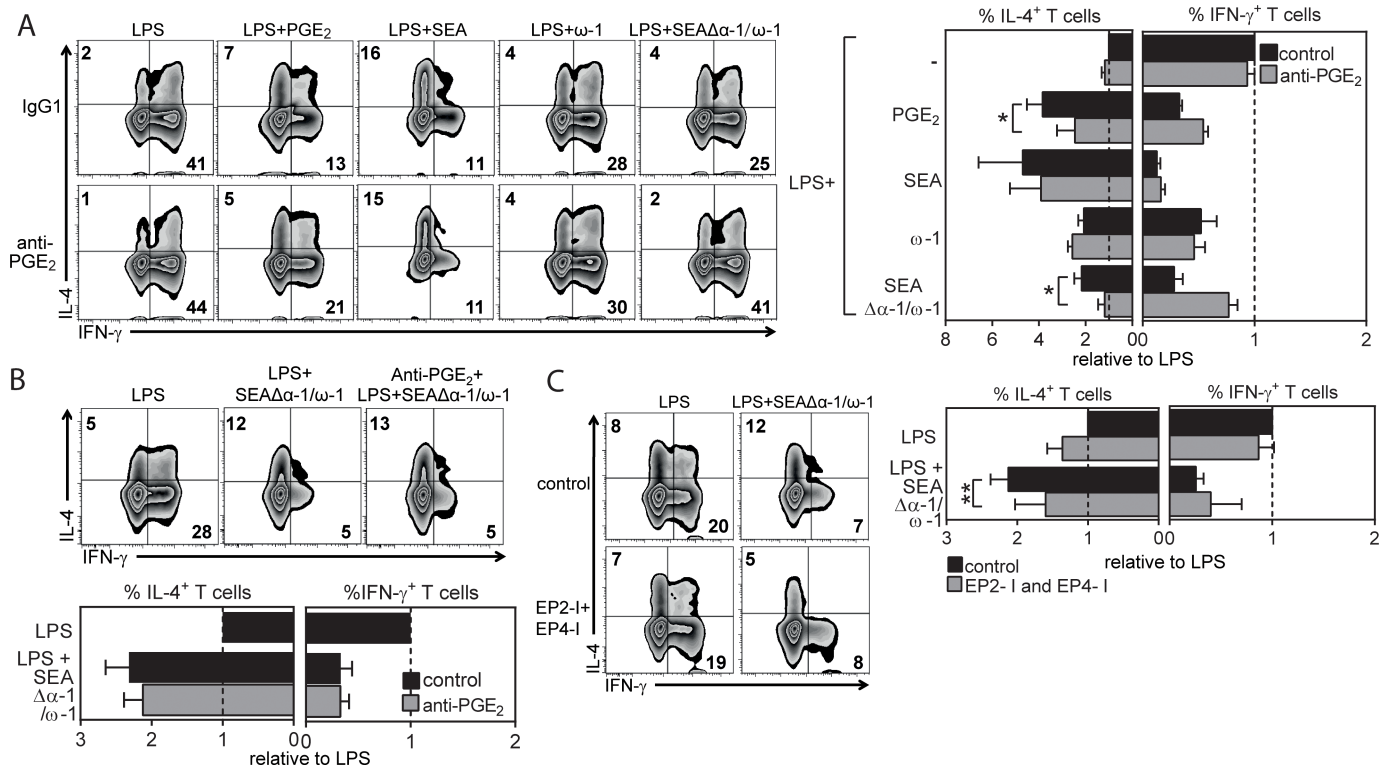 A
LPS
LPS+PGE2
LPS+SEA
LPS+ω-1
LPS+SEAΔα-1/ω-1
IgG1
2
41
7
13
16
11
4
28
4
25
anti-
PGE2
1
44
5
21
15
11
4
30
2
41
IL-4
IFN-γ
% IL-4+ T cells
% IFN-γ+ T cells
control
anti-PGE2
LPS+
-
PGE2
*
SEA
ω-1
SEA
Δα-1/ω-1
*
8 6 4 2 0 0 1 2
relative to LPS
B
LPS
LPS+
SEAΔα-1/ω-1
Anti-PGE2+
LPS+SEAΔα-1/ω-1
5
28
12
5
13
5
IL-4
IFN-γ
% IL-4+ T cells
%IFN-γ+ T cells
LPS
LPS +
SEA
Δα-1
/ω-1
control
anti-PGE2
3 2 1 0 0 1 2
relative to LPS
C
LPS
LPS+SEAΔα-1/ω-1
control
8
20
12
7
EP2-I+
EP4-I
7
19
5
8
IL-4
IFN-γ
% IL-4+ T cells
% IFN-γ+ T cells
LPS
LPS +
SEA
Δα-1/
ω-1
**
3 2 1 0 0 1 2
relative to LPS
control
EP2- I and EP4- I